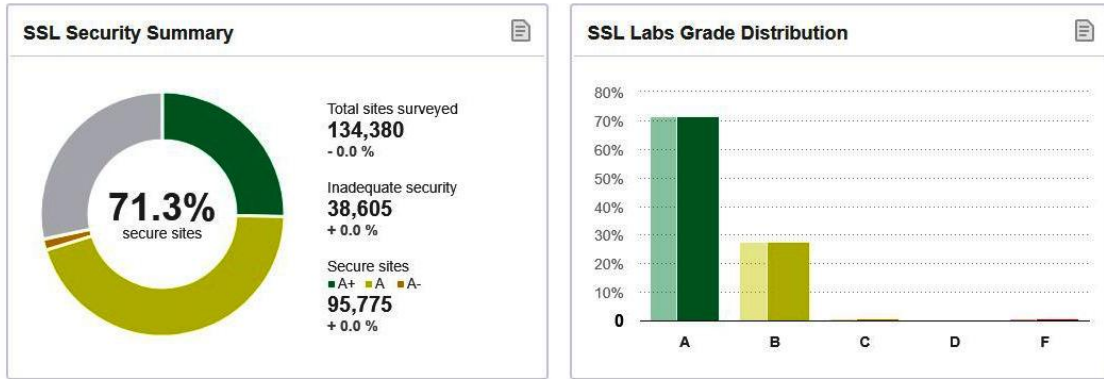 SSL Security Summary
71.3%
secure sites
Total sites surveyed
134,380
- 0.0 %
Inadequate security
38,605
+ 0.0 %
Secure sites
A+ A A-
95,775
+ 0.0 %
SSL Labs Grade Distribution
80%
70%
60%
50%
40%
30%
20%
10%
0
A B C D F